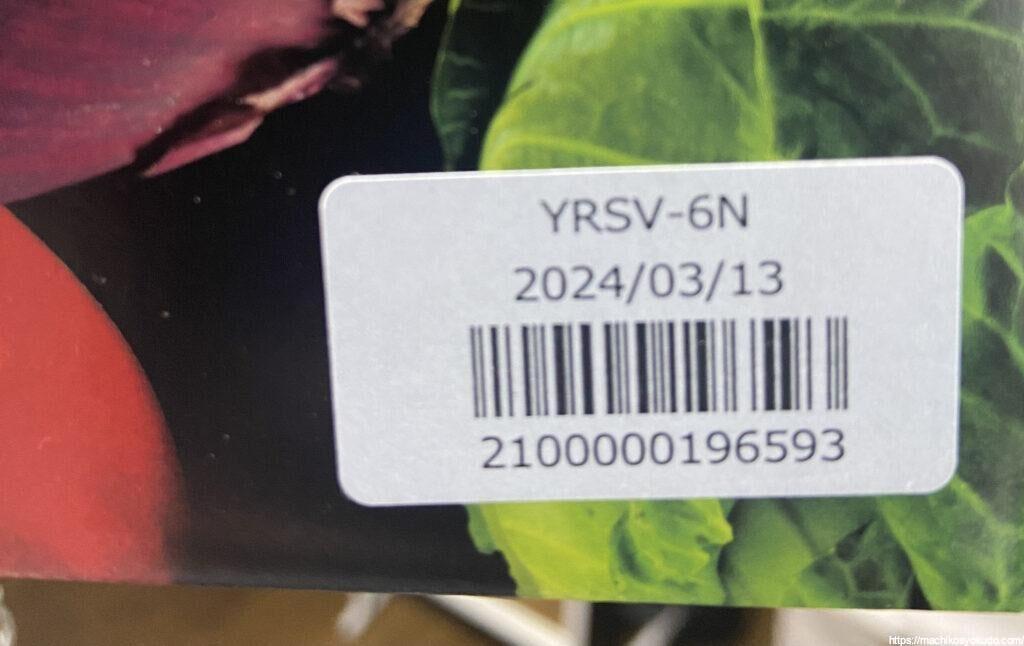 YRSV-6N
2024/03/13
2100000196593
https://machikosyokudo.com/